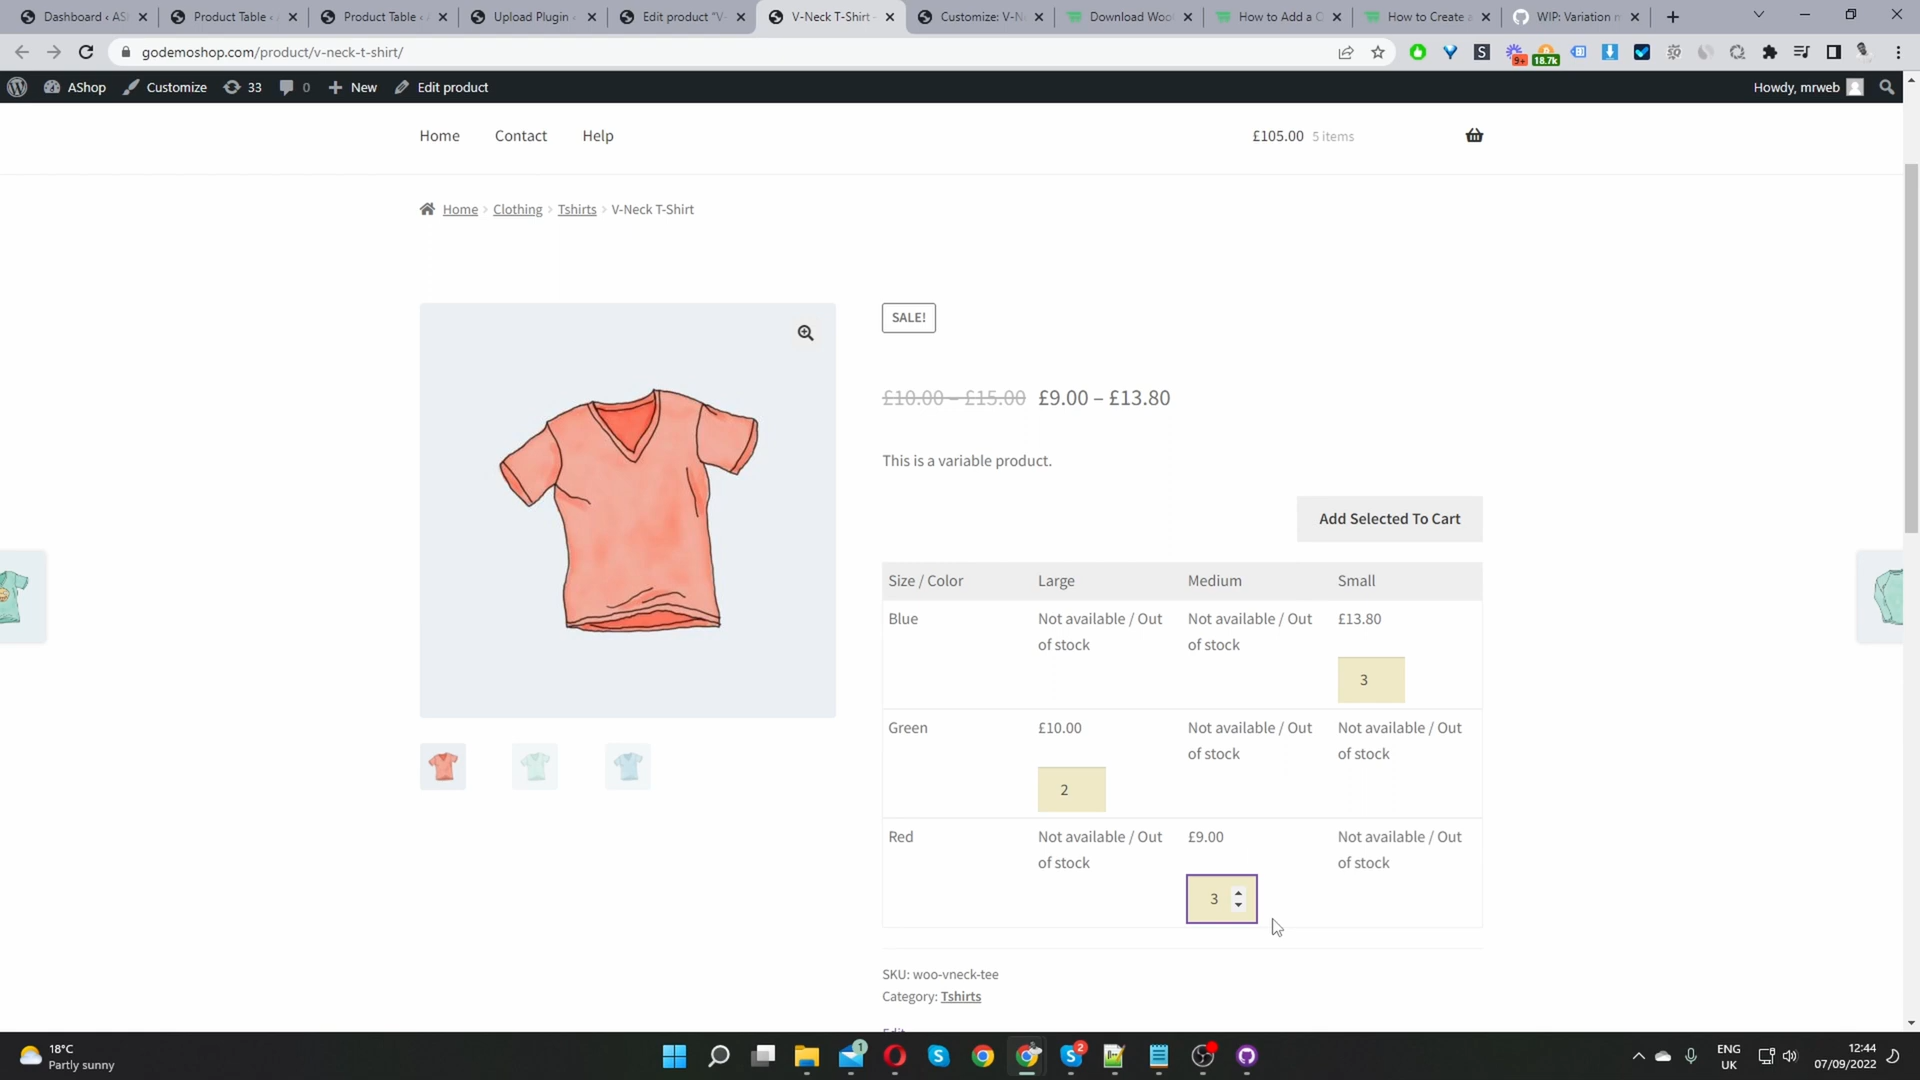 Dashboard ‹ AS
Product Table ‹
Product Table ‹
Upload Plugin ‹
Edit product "V-
V-Neck T-Shirt -
Customize: V-N
Download Woo
How to Add a C
How to Create a
WIP: Variation m
godemoshop.com/product/v-neck-t-shirt/
S
9+
18.7k
AShop
Customize
33
0
New
Edit product
Howdy, mrweb
Home
Contact
Help
£105.00 5 items
Home
Clothing
Tshirts
V-Neck T-Shirt
SALE!
£10.00 – £15.00 £9.00 – £13.80
This is a variable product.
Add Selected To Cart
Size / Color Large Medium Small
Blue
Not available / Out
of stock
Not available / Out
of stock
£13.80
3
Green
£10.00
2
Not available / Out
of stock
Not available / Out
of stock
Red
Not available / Out
of stock
£9.00
3
Not available / Out
of stock
SKU: woo-vneck-tee
Category: Tshirts
Edit
18°C
Partly sunny
1
2
ENG
UK
12:44
07/09/2022